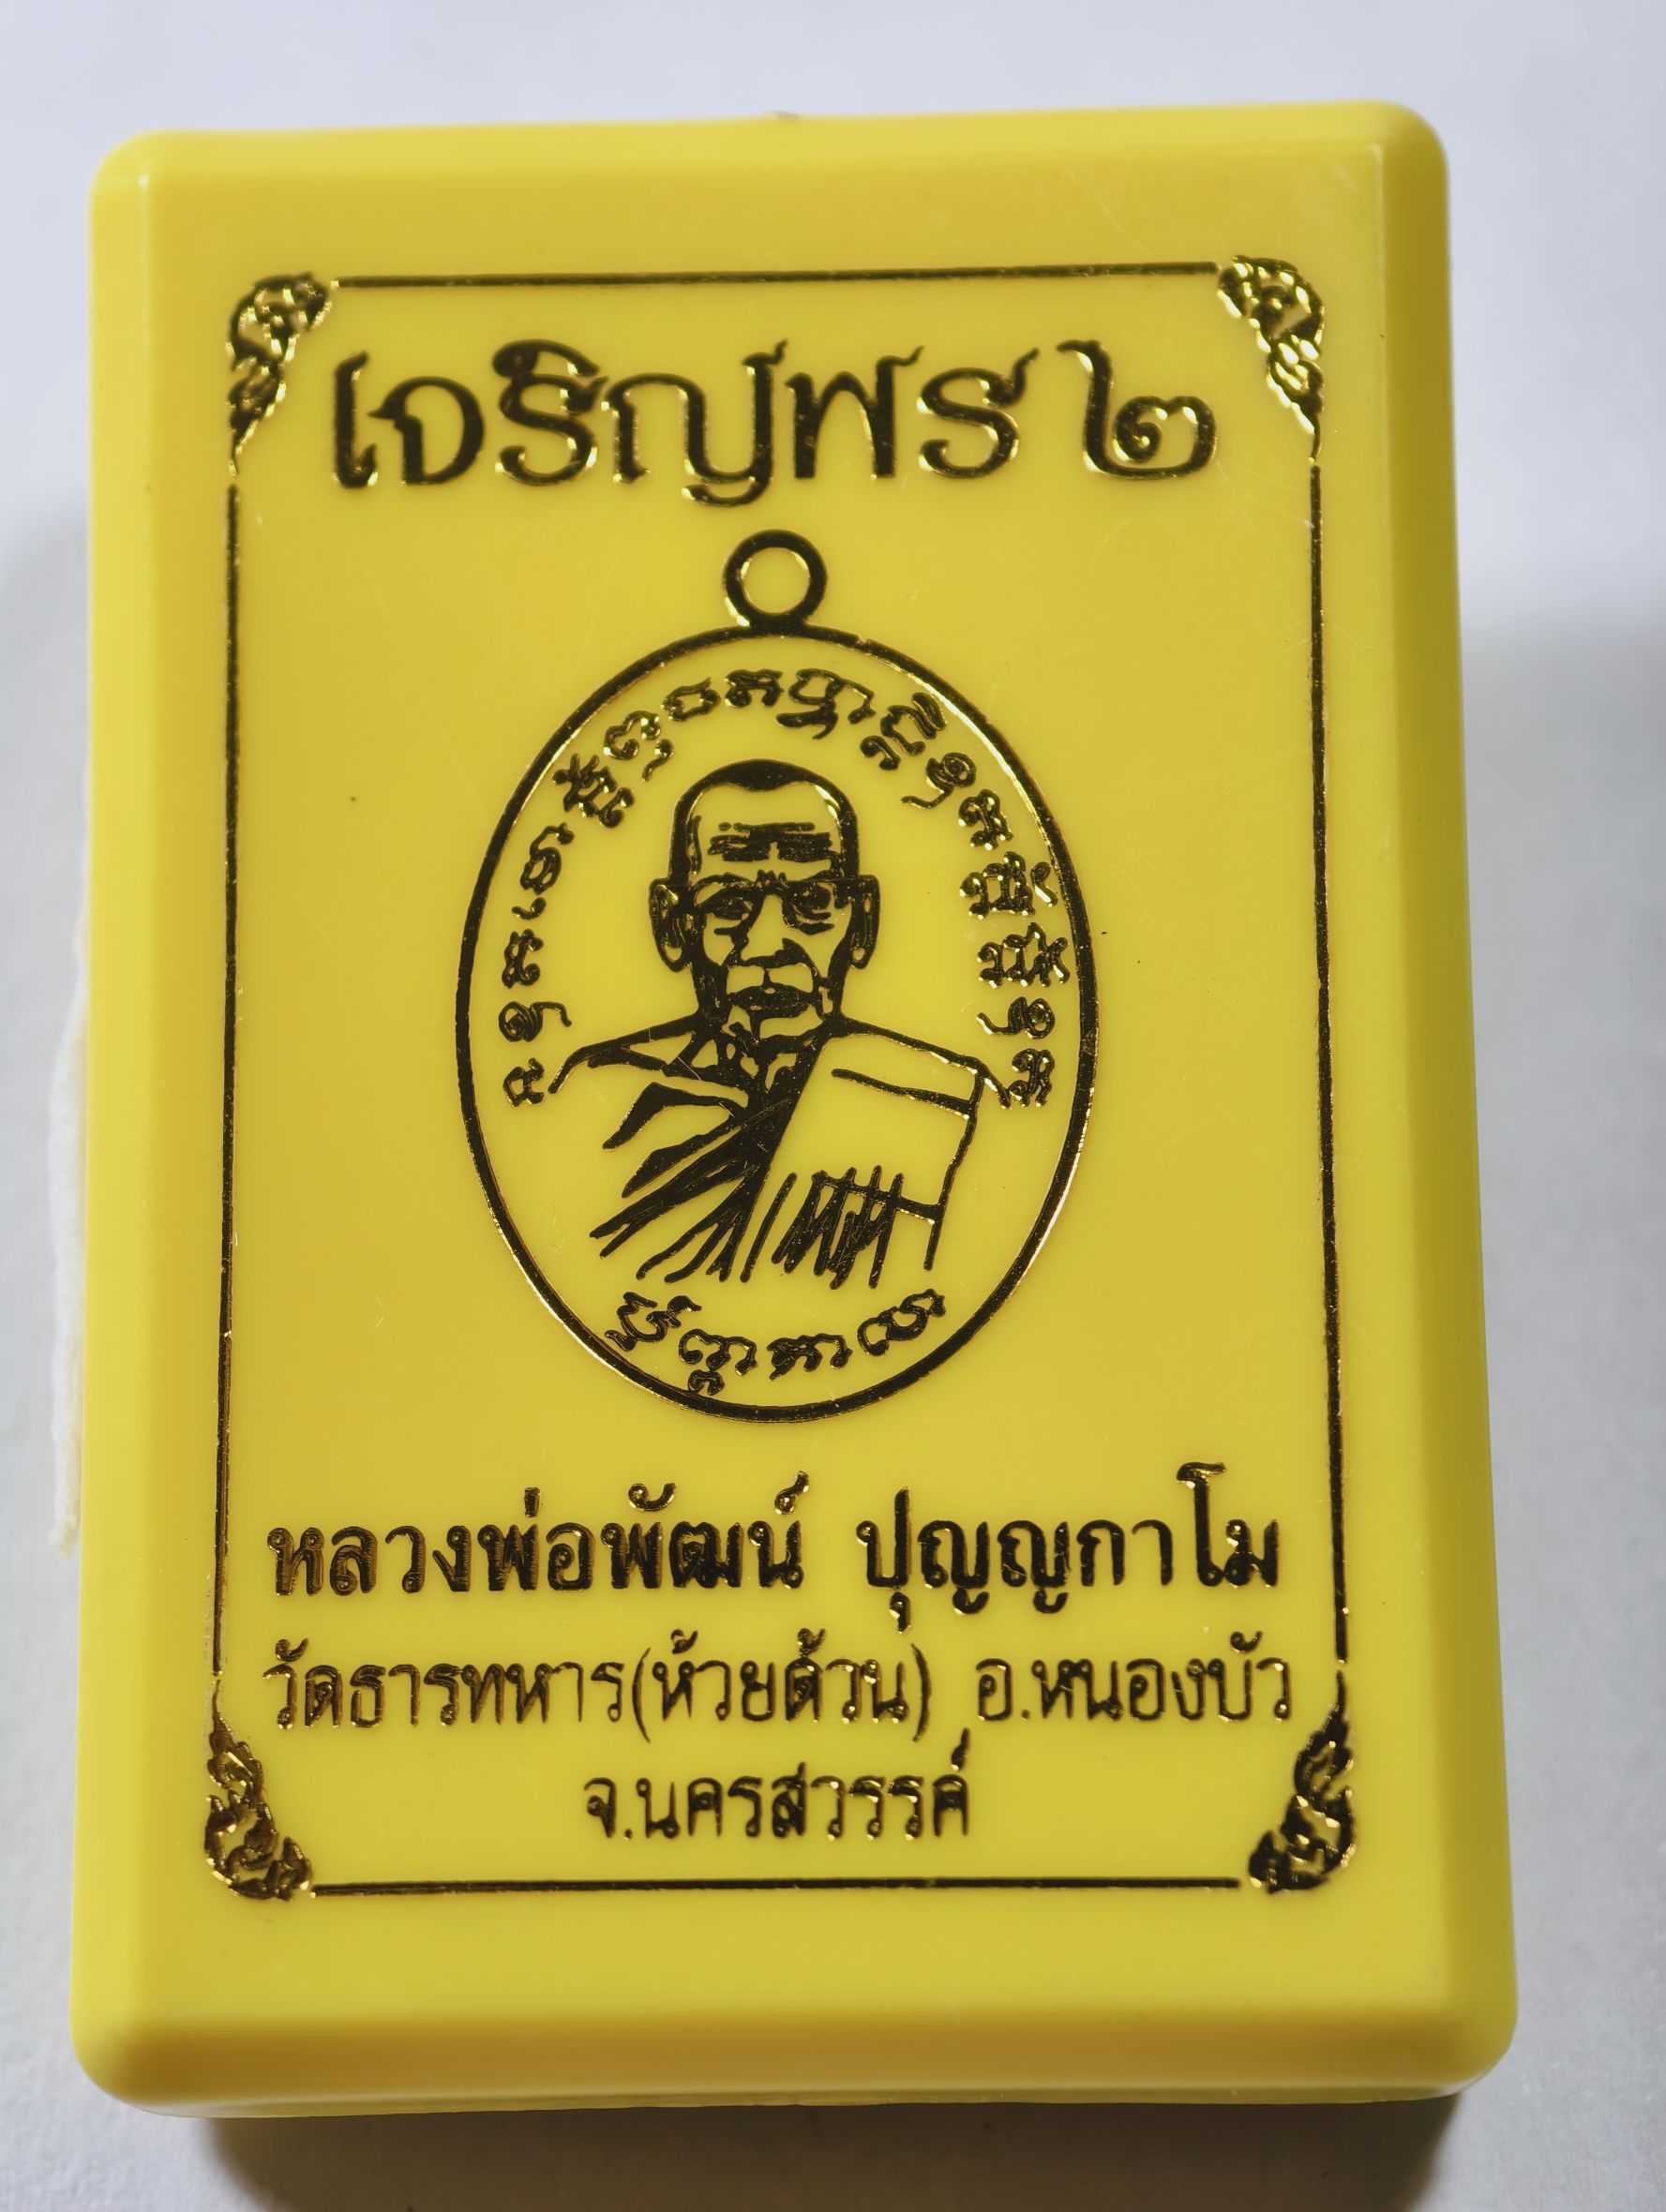 เจริญพร ๒
หลวงพ่อพัฒน์ ปุญญกาโม
วัดธารทหาร(ห้วยด้วน) อ.หนองบัว
จ.นครสวรรค์